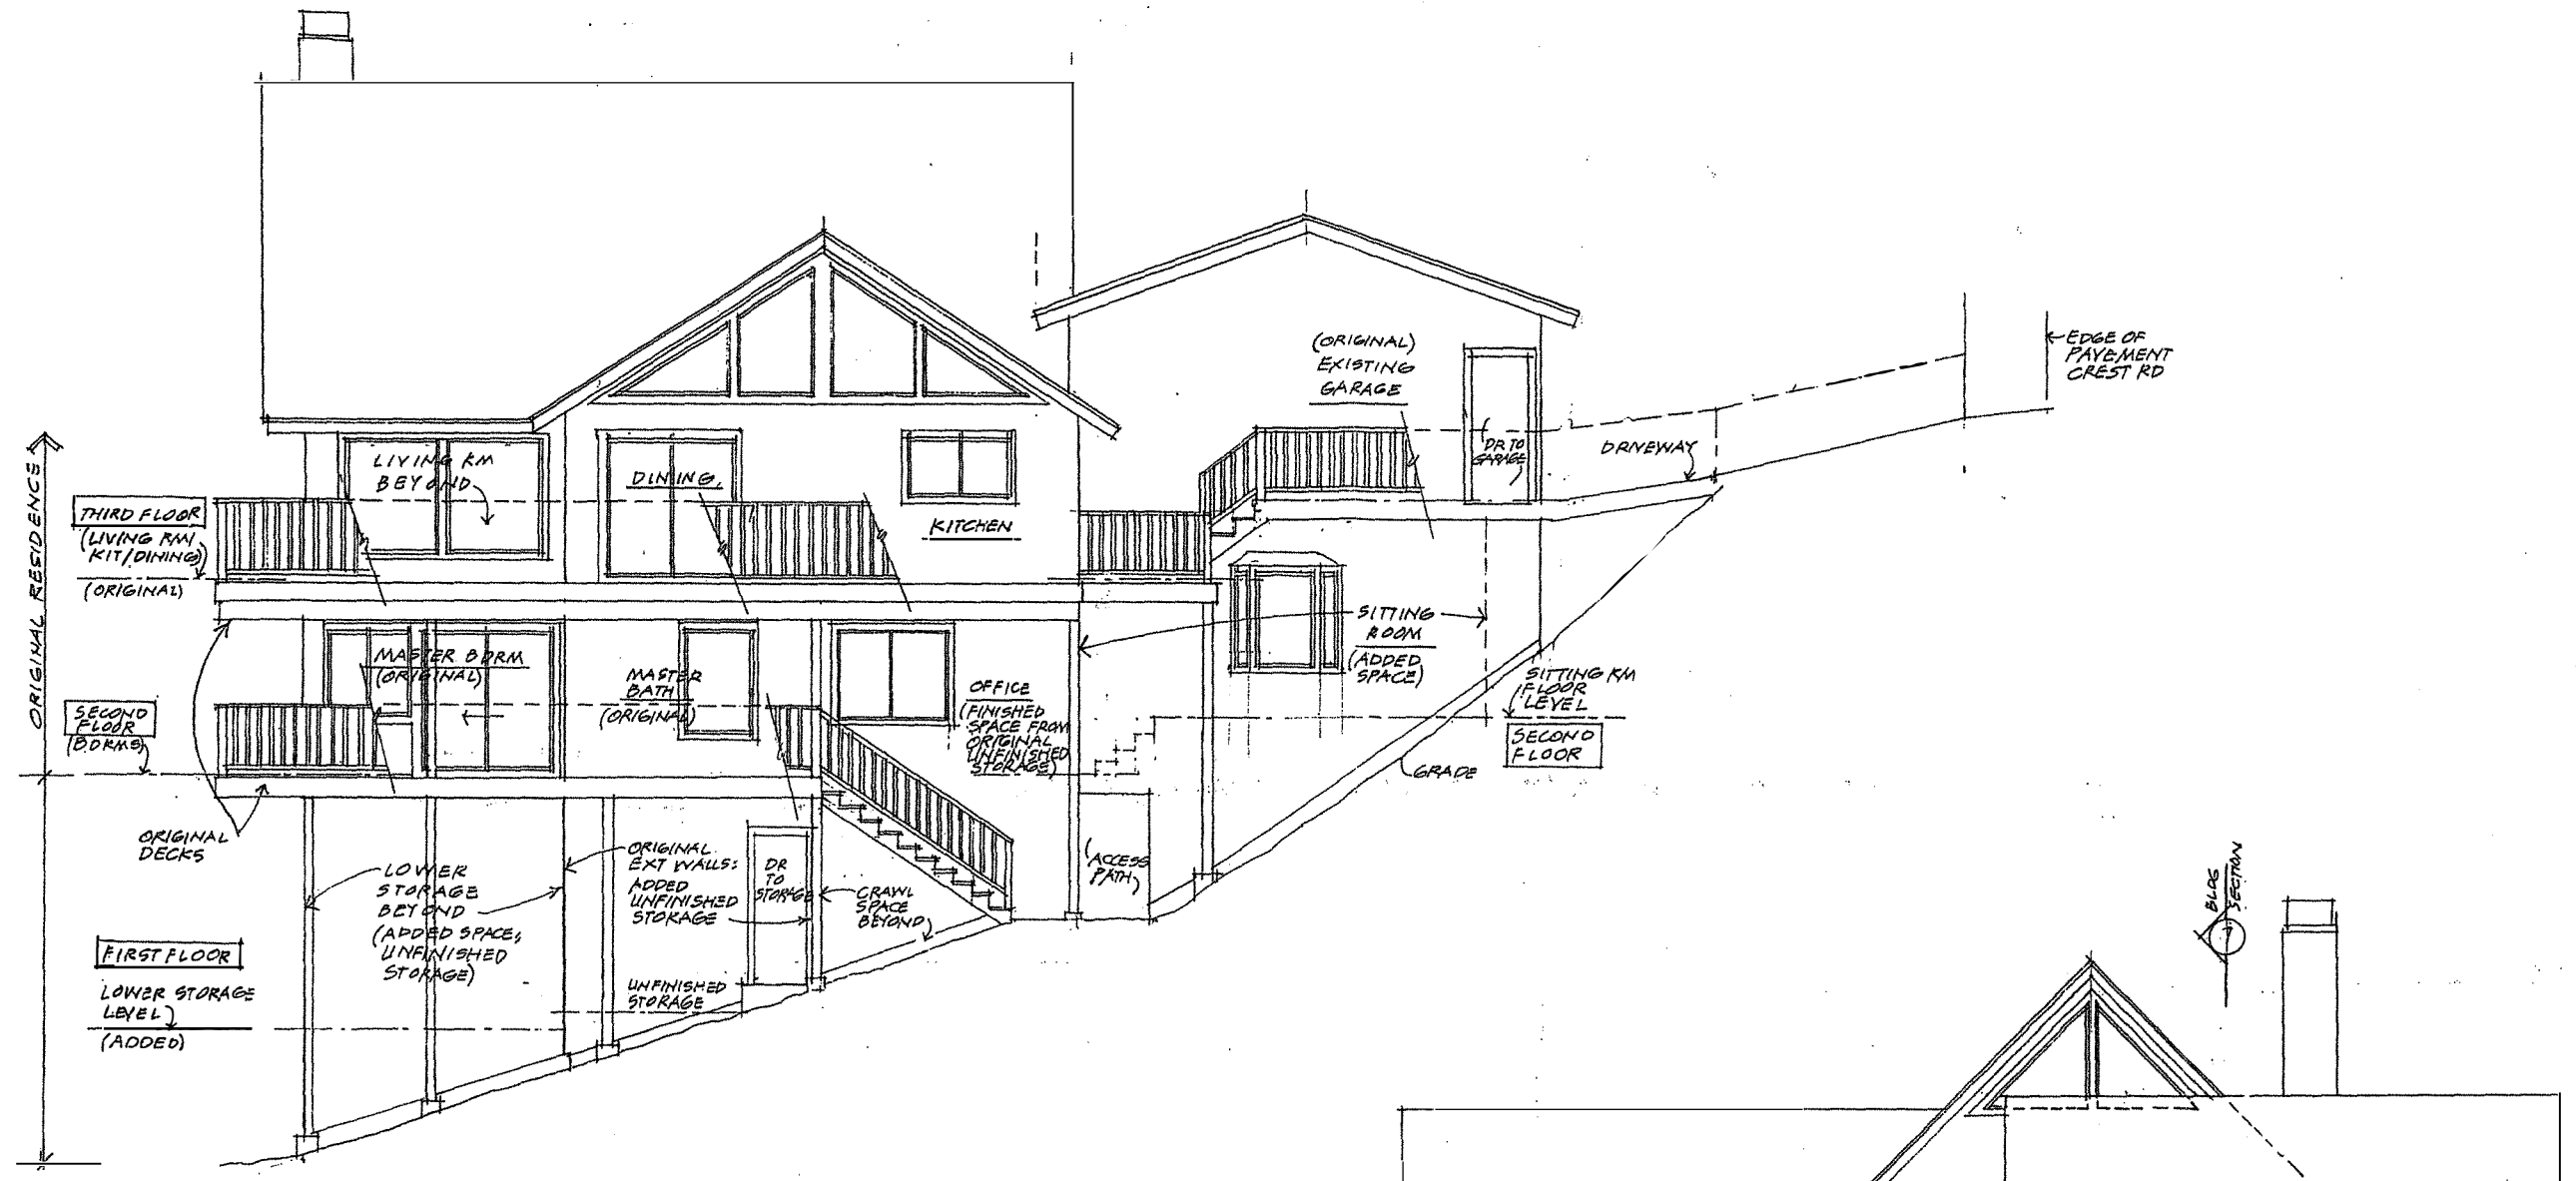 ORIGINAL RESIDENCE
THIRD FLOOR
(LIVING RM/
KIT/DINING)
(ORIGINAL)
SECOND
FLOOR
(BDRMS)
ORIGINAL
DECKS
FIRST FLOOR
LOWER STORAGE
LEVEL
(ADDED)
LIVING RM
BEYOND
DINING
KITCHEN
MASTER BDRM
(ORIGINAL)
MASTER
BATH
(ORIGINAL)
OFFICE
(FINISHED
SPACE FROM
ORIGINAL
UNFINISHED
STORAGE)
LOWER
STORAGE
BEYOND
(ADDED SPACE;
UNFINISHED
STORAGE)
ORIGINAL
EXT WALLS:
ADDED
UNFINISHED
STORAGE
UNFINISHED
STORAGE
DR
TO
STORAGE
CRAWL
SPACE
BEYOND
(ACCESS
PATH)
(ORIGINAL)
EXISTING
GARAGE
DR TO
GARAGE
DRIVEWAY
EDGE OF
PAVEMENT
CREST RD
SITTING
ROOM
(ADDED
SPACE)
SITTING RM
FLOOR
LEVEL
SECOND
FLOOR
GRADE
BLDG
SECTION
1